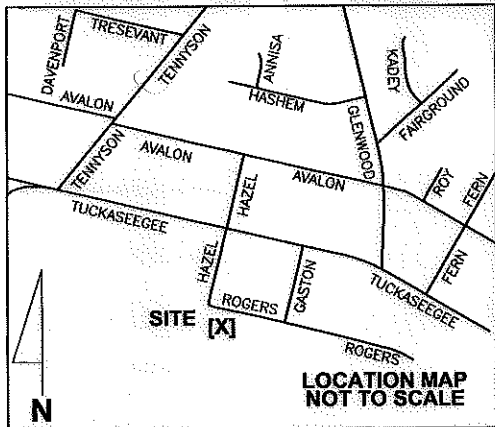 TRESEVANT
DAVENPORT
TENNYSON
ANNISA
KADEY
HASHEM
GLENWOOD
FAIRGROUND
AVALON
TENNYSON
AVALON
HAZEL
AVALON
ROY
FERN
TUCKASEEGEE
HAZEL
GASTON
TUCKASEEGEE
FERN
SITE [X]
ROGERS
ROGERS
LOCATION MAP
NOT TO SCALE
N